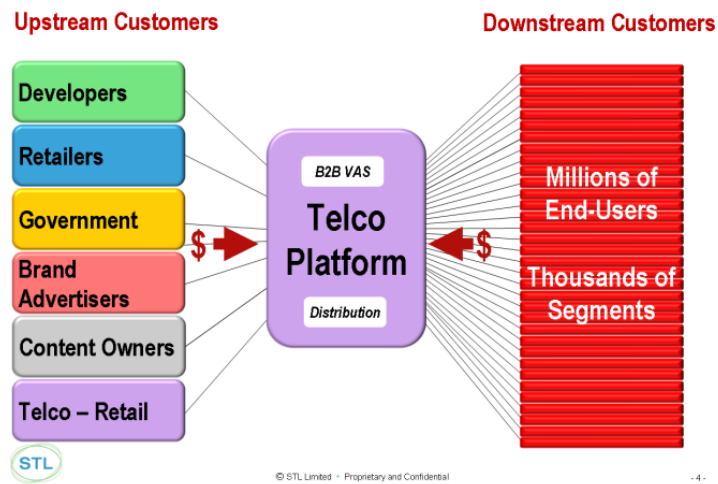 Upstream Customers
Downstream Customers
Developers
Retailers
Government
Brand
Advertisers
Content Owners
Telco – Retail
$
B2B VAS
Telco
Platform
Distribution
$
Millions of
End-Users
Thousands of
Segments
STL
© STL Limited • Proprietary and Confidential
- 4 -